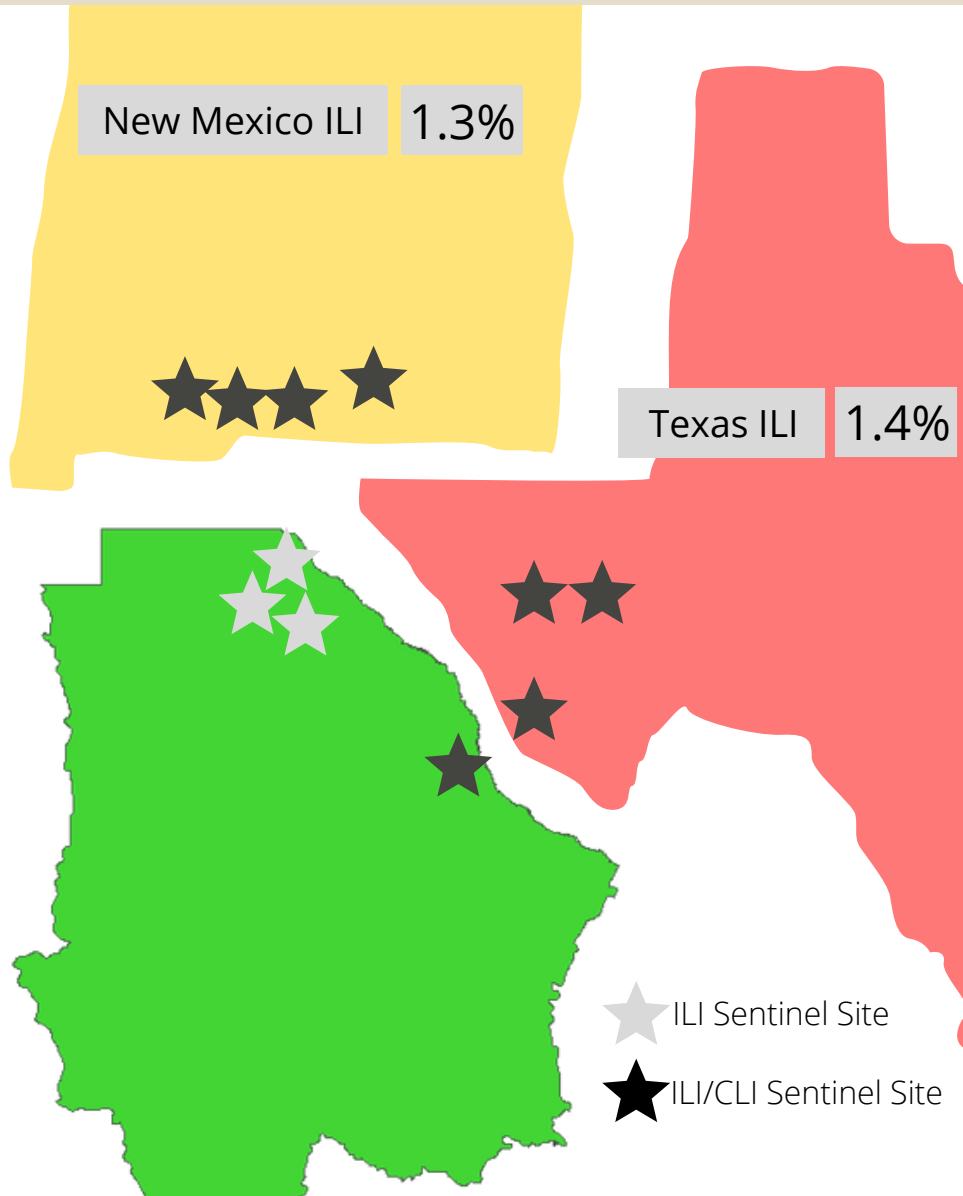 New Mexico ILI 1.3%
Texas ILI 1.4%
ILI Sentinel Site
ILI/CLI Sentinel Site